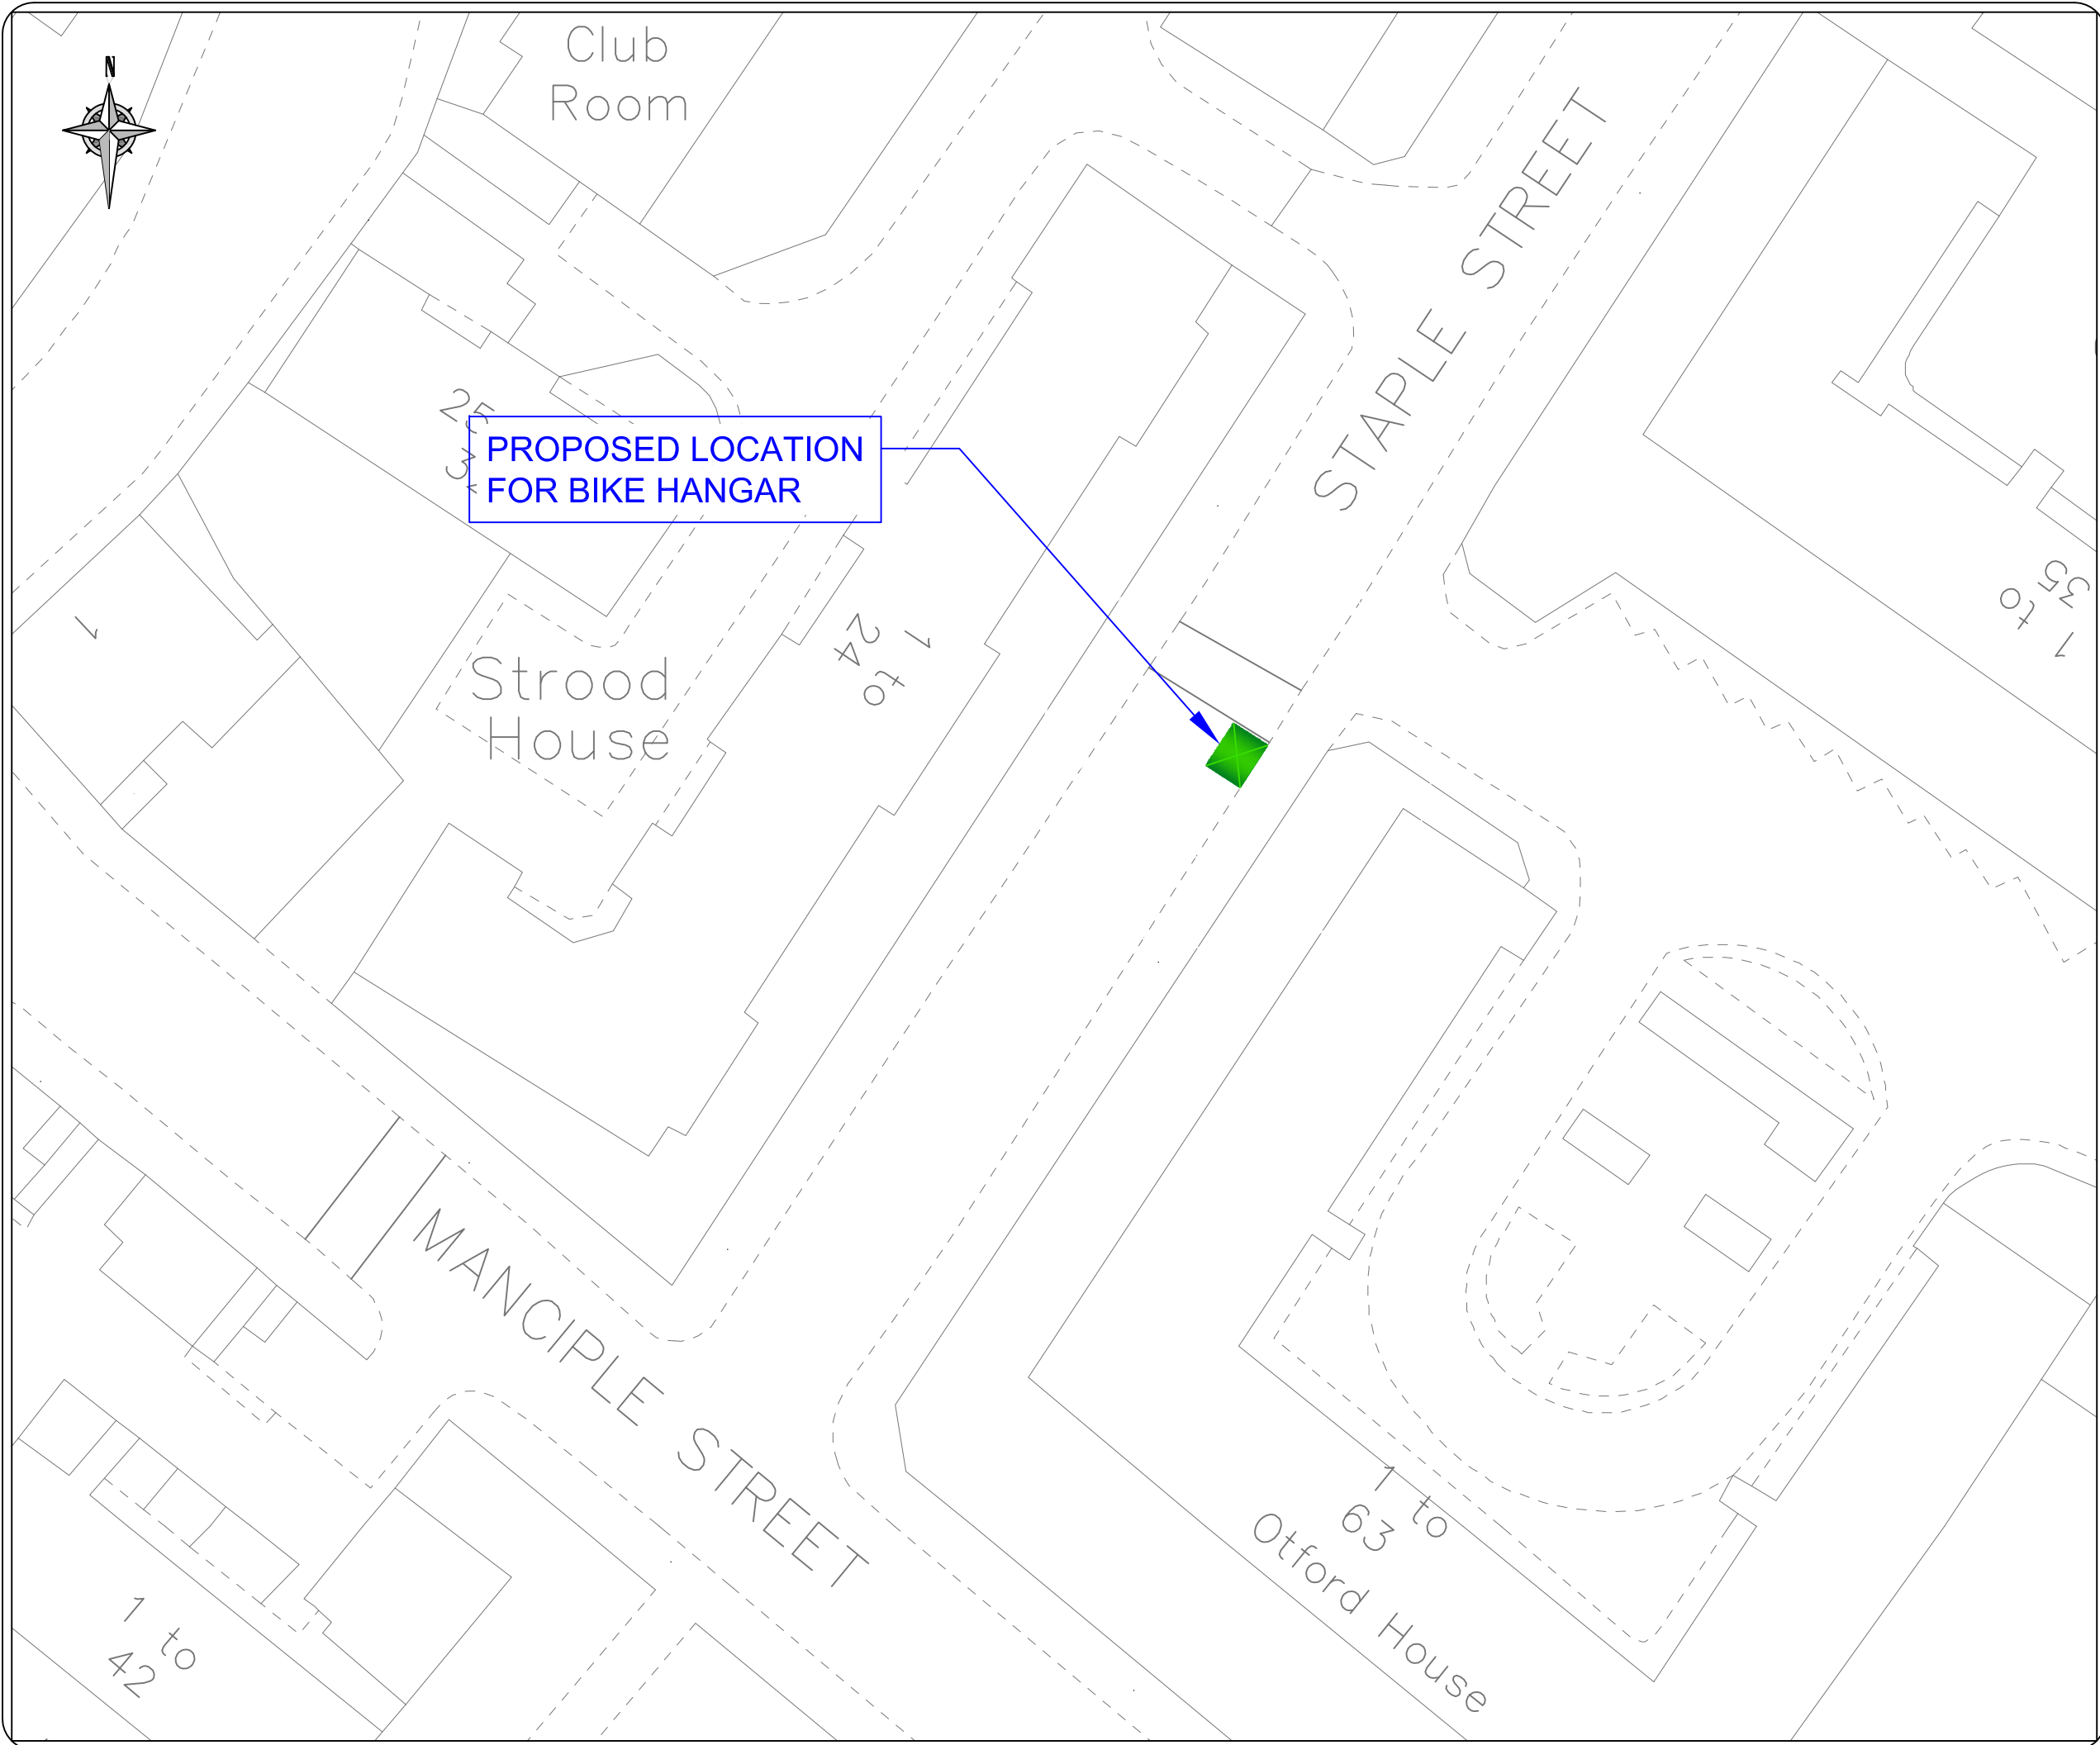 N
Club
Room
STAPLE STREET
25
PROPOSED LOCATION
FOR BIKE HANGAR
1
Strood
House
1 to
24
1 to
35
MANCIPLE STREET
1 to
63
Otford House
1 to
42